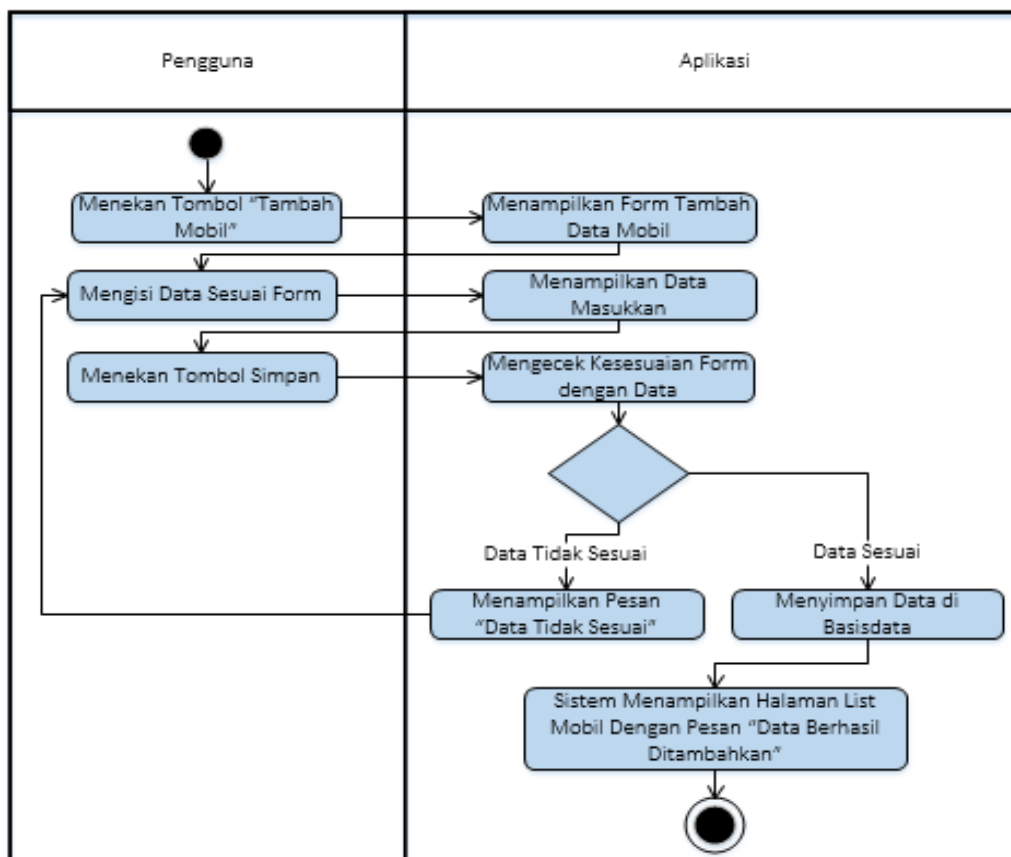 Pengguna
Aplikasi
Menekan Tombol “Tambah
Mobil”
Menampilkan Form Tambah
Data Mobil
Mengisi Data Sesuai Form
Menampilkan Data
Masukkan
Menekan Tombol Simpan
Mengecek Kesesuaian Form
dengan Data
Data Tidak Sesuai
Data Sesuai
Menampilkan Pesan
“Data Tidak Sesuai”
Menyimpan Data di
Basisdata
Sistem Menampilkan Halaman List
Mobil Dengan Pesan “Data Berhasil
Ditambahkan”